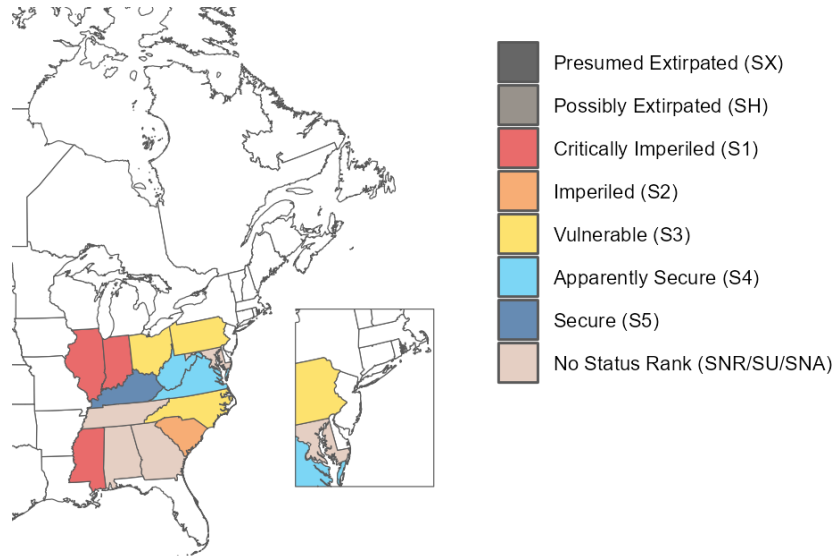 Presumed Extirpated (SX)
Possibly Extirpated (SH)
Critically Imperiled (S1)
Imperiled (S2)
Vulnerable (S3)
Apparently Secure (S4)
Secure (S5)
No Status Rank (SNR/SU/SNA)